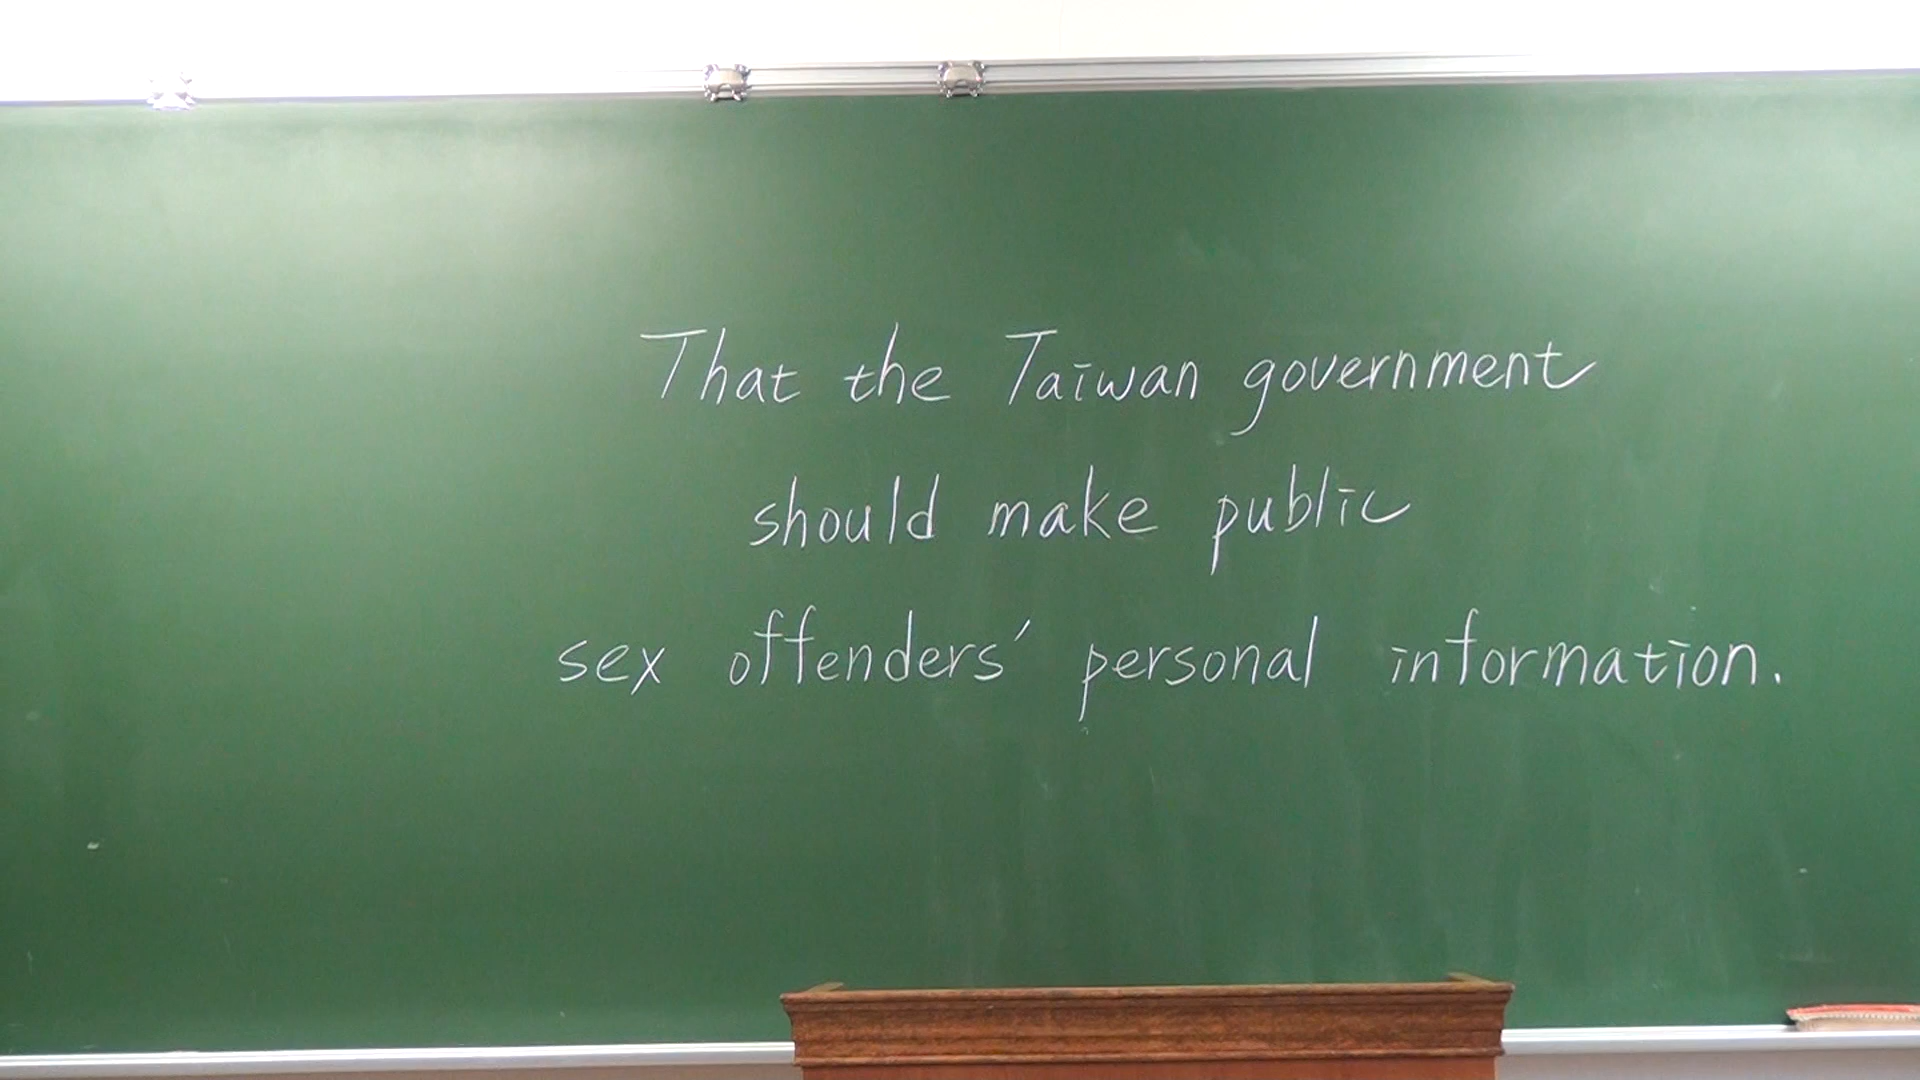 That the Taiwan government
should make public
sex offenders' personal information.